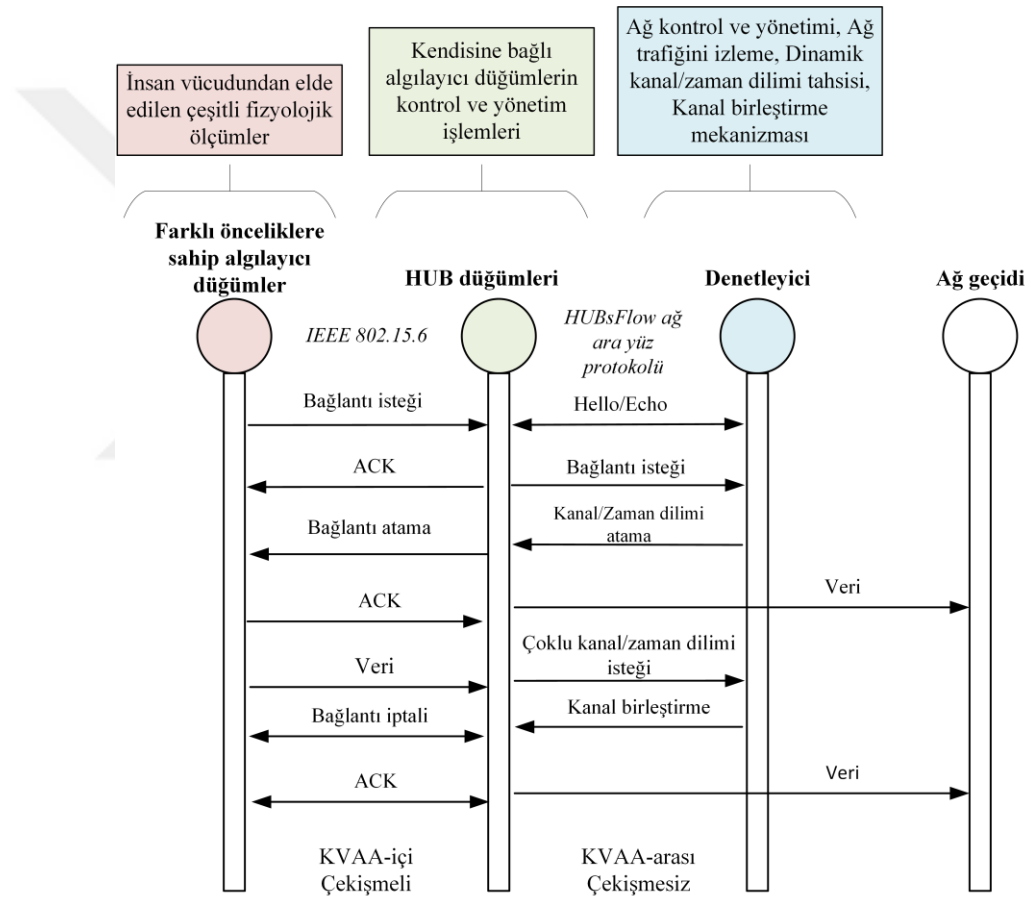 İnsan vücudundan elde
edilen çeşitli fizyolojik
ölçümler
Kendisine bağlı
algılayıcı düğümlerin
kontrol ve yönetim
işlemleri
Ağ kontrol ve yönetimi, Ağ
trafiğini izleme, Dinamik
kanal/zaman dilimi tahsisi,
Kanal birleştirme
mekanizması
Farklı önceliklere
sahip algılayıcı
düğümler
HUB düğümleri
Denetleyici
Ağ geçidi
IEEE 802.15.6
HUBsFlow ağ
ara yüz
protokolü
Bağlantı isteği
Hello/Echo
ACK
Bağlantı isteği
Bağlantı atama
Kanal/Zaman dilimi
atama
ACK
Veri
Veri
Çoklu kanal/zaman dilimi
isteği
Bağlantı iptali
Kanal birleştirme
ACK
Veri
KVAA-içi
Çekişmeli
KVAA-arası
Çekişmesiz